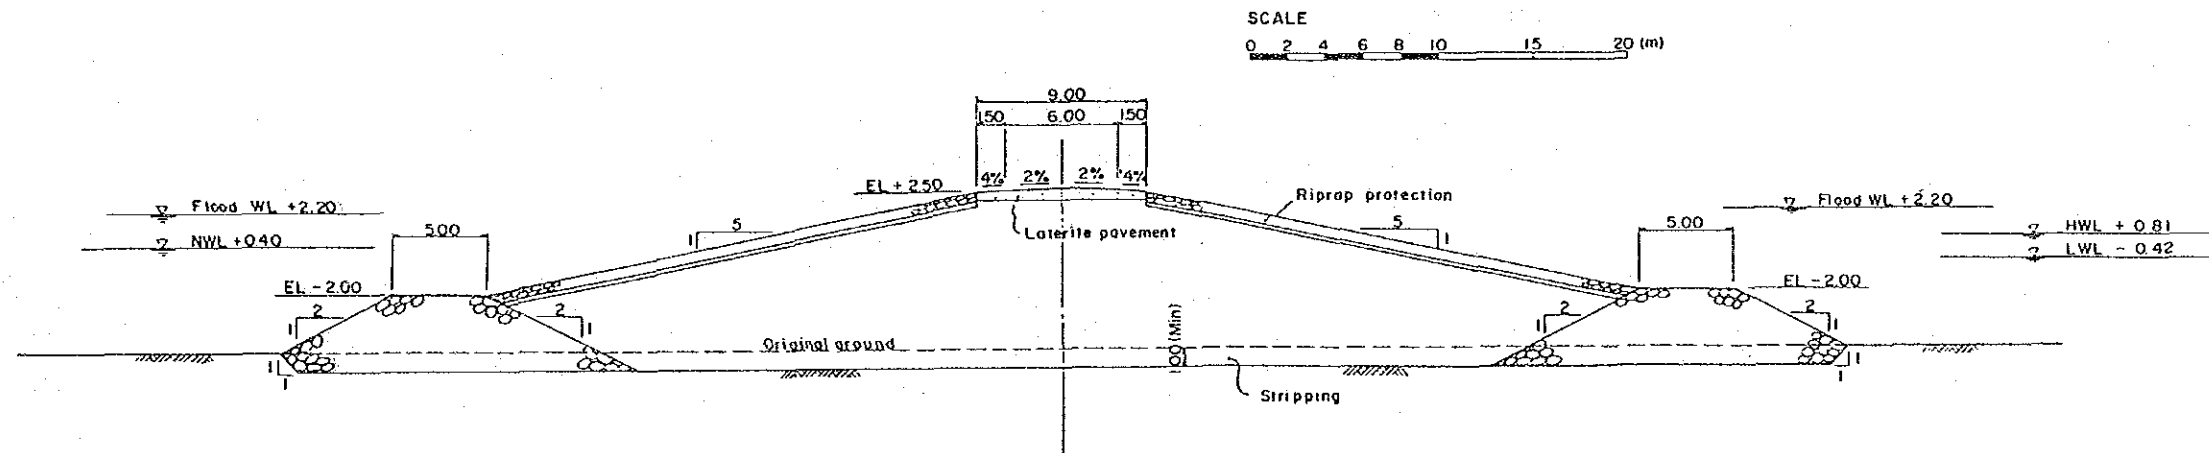 SCALE
0 2 4 6 8 10 15 20 (m)
9.00
1.50 6.00 1.50
4% 2% 2% 4%
EL + 2.50
Riprap protection
Flood WL +2.20
Flood WL +2.20
5.00
5
1
Laterite pavement
5
1
5.00
NWL +0.40
HWL + 0.81
LWL - 0.42
EL -2.00
EL -2.00
2
1
2
1
2
1
2
1
Original ground
1.00 (Min)
1
1
1
1
Stripping